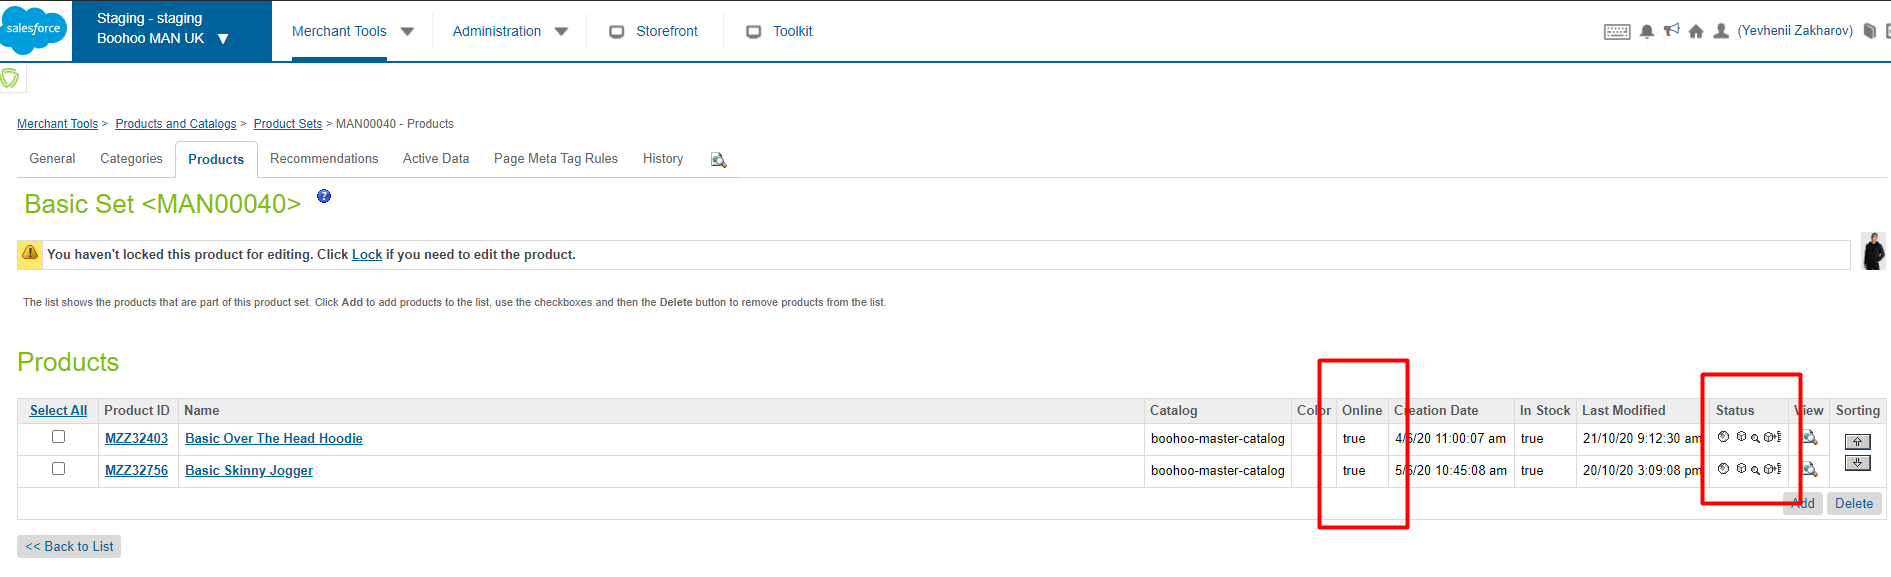 salesforce
Staging - staging
Boohoo MAN UK
Merchant Tools
Administration
Storefront
Toolkit
(Yevhenii Zakharov)
Merchant Tools > Products and Catalogs > Product Sets > MAN00040 - Products
General Categories Products Recommendations Active Data Page Meta Tag Rules History
Basic Set <MAN00040>
You haven't locked this product for editing. Click Lock if you need to edit the product.
The list shows the products that are part of this product set. Click Add to add products to the list, use the checkboxes and then the Delete button to remove products from the list.
Products
Select All Product ID Name Catalog Color Online Creation Date In Stock Last Modified Status View Sorting
MZZ32403 Basic Over The Head Hoodie boohoo-master-catalog true 4/6/20 11:00:07 am true 21/10/20 9:12:30 am
MZZ32756 Basic Skinny Jogger boohoo-master-catalog true 5/6/20 10:45:08 am true 20/10/20 3:09:08 pm
Add Delete
<< Back to List